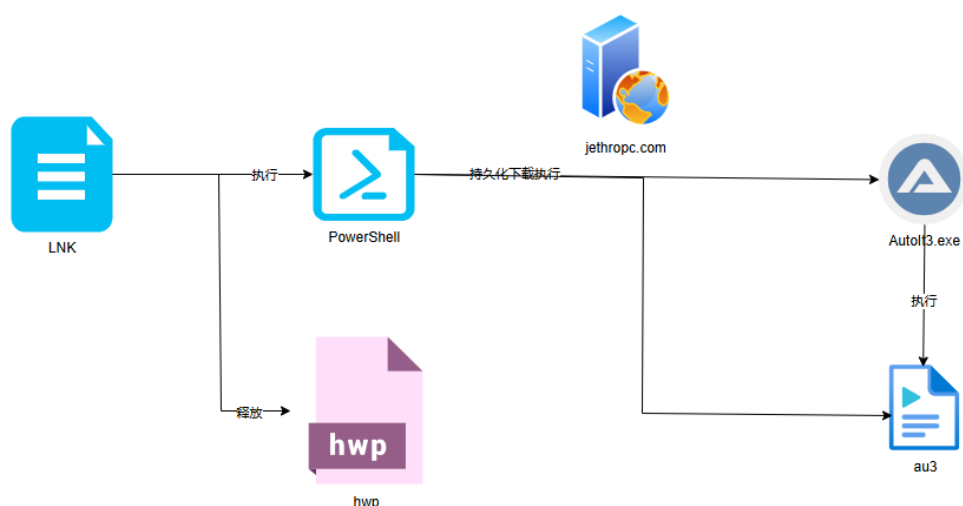 jethropc.com
执行
持久化下载执行
LNK
PowerShell
AutoIt3.exe
执行
释放
hwp
hwp
au3